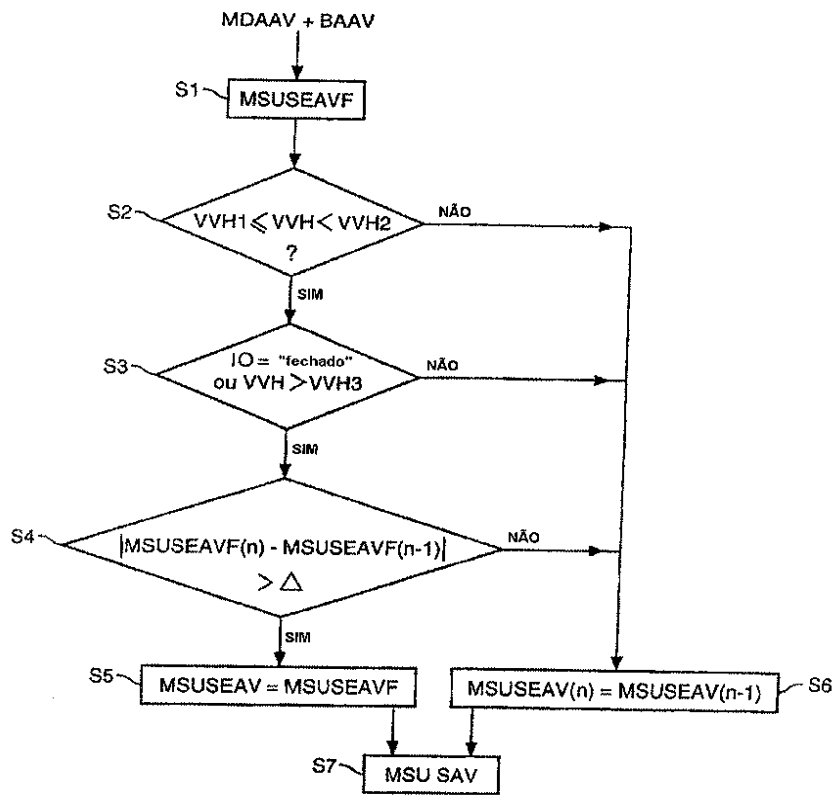 MDAAV + BAAV
S1
MSUSEAVF
S2
VVH1 ⩽ VVH < VVH2
?
NÃO
SIM
S3
IO = "fechado"
ou VVH > VVH3
NÃO
SIM
S4
|MSUSEAVF(n) - MSUSEAVF(n-1)|
> △
NÃO
SIM
S5
MSUSEAV = MSUSEAVF
MSUSEAV(n) = MSUSEAV(n-1)
S6
S7
MSU SAV